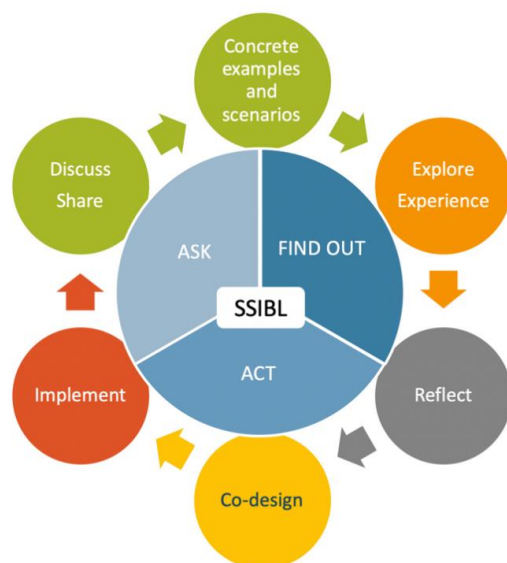 Concrete
examples
and
scenarios
Discuss
Share
Explore
Experience
ASK
FIND OUT
SSIBL
ACT
Implement
Reflect
Co-design